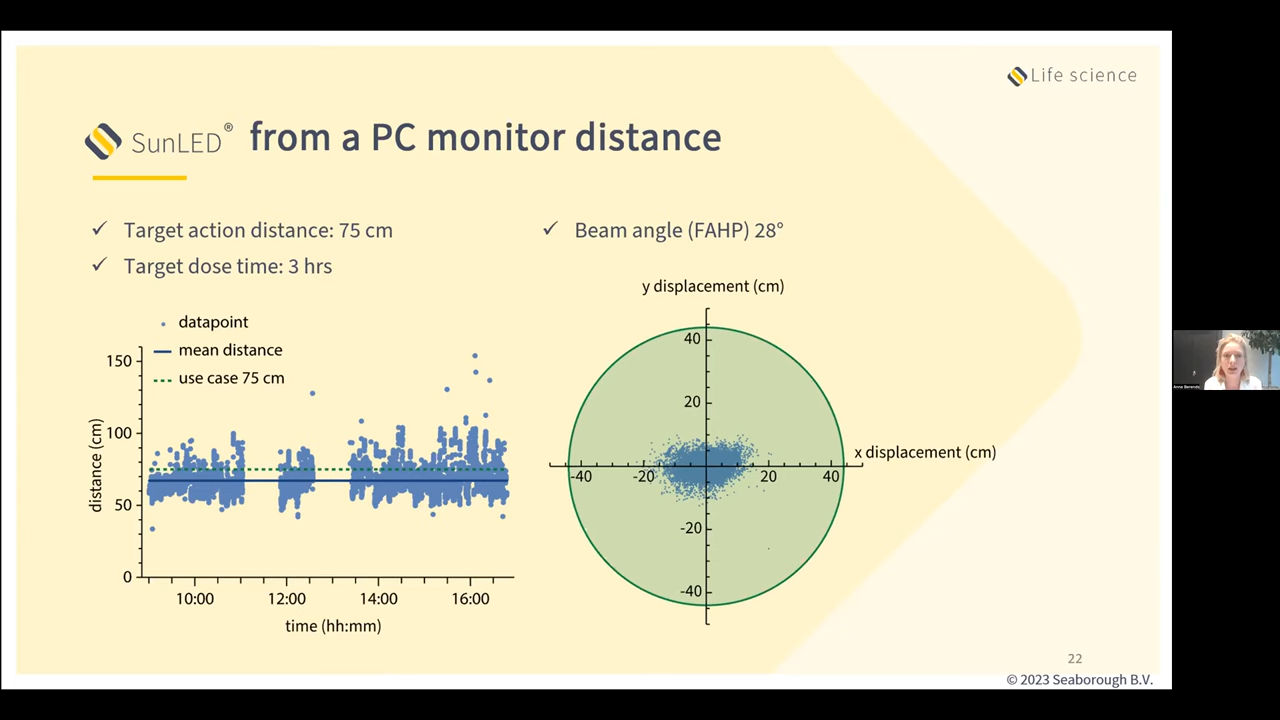 Life science
SunLED® from a PC monitor distance
✓ Target action distance: 75 cm
✓ Target dose time: 3 hrs
✓ Beam angle (FAHP) 28°
datapoint
mean distance
use case 75 cm
distance (cm)
150
100
50
0
10:00 12:00 14:00 16:00
time (hh:mm)
y displacement (cm)
40
20
x displacement (cm)
-40 -20 20 40
-20
-40
22
© 2023 Seaborough B.V.